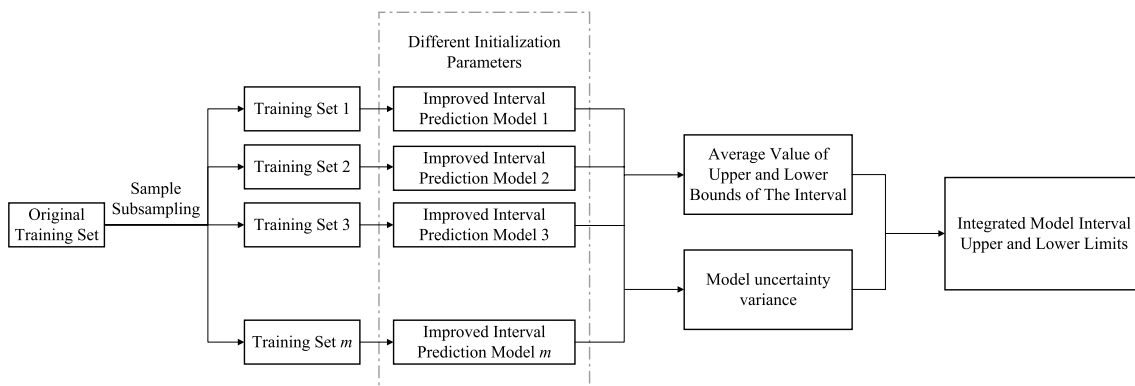 Different Initialization
Parameters
Training Set 1
Improved Interval
Prediction Model 1
Training Set 2
Improved Interval
Prediction Model 2
Average Value of
Upper and Lower
Bounds of The Interval
Sample
Subsampling
Original
Training Set
Training Set 3
Improved Interval
Prediction Model 3
Integrated Model Interval
Upper and Lower Limits
Model uncertainty
variance
Training Set m
Improved Interval
Prediction Model m